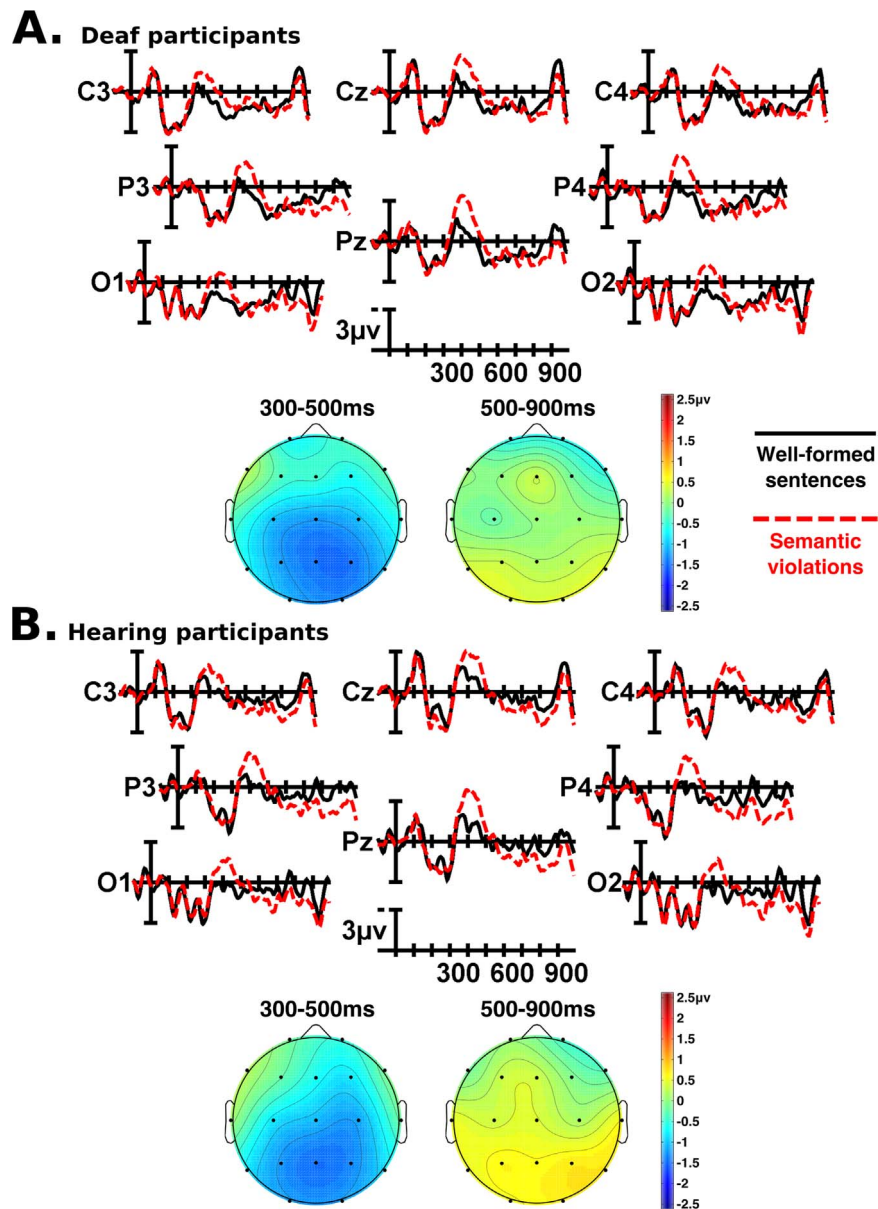 A. Deaf participants
C3 Cz C4
P3 Pz P4
O1 O2
3μv
300 600 900
300-500ms 500-900ms
2.5μv
2
1.5
1
0.5
0
-0.5
-1
-1.5
-2
-2.5
Well-formed
sentences
Semantic
violations
B. Hearing participants
C3 Cz C4
P3 Pz P4
O1 O2
3μv
300 600 900
300-500ms 500-900ms
2.5μv
2
1.5
1
0.5
0
-0.5
-1
-1.5
-2
-2.5